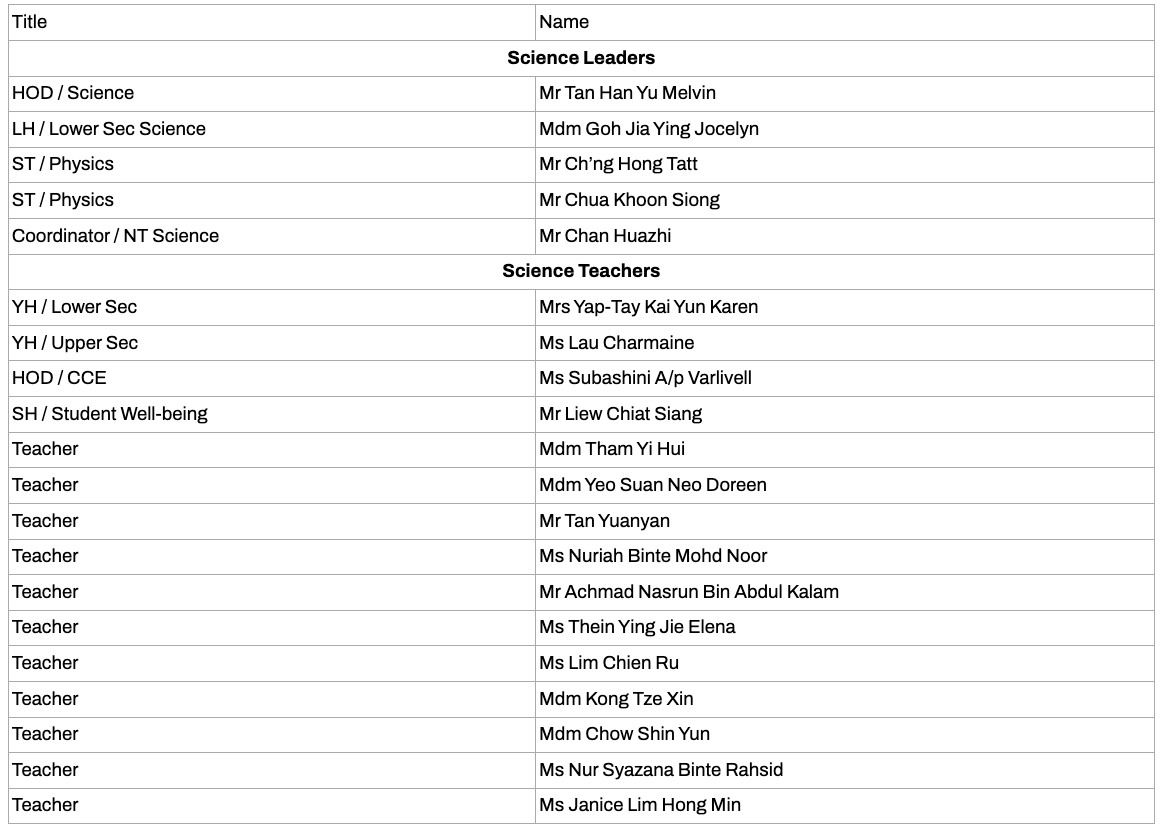 Title Name
Science Leaders
HOD / Science Mr Tan Han Yu Melvin
LH / Lower Sec Science Mdm Goh Jia Ying Jocelyn
ST / Physics Mr Ch’ng Hong Tatt
ST / Physics Mr Chua Khoon Siong
Coordinator / NT Science Mr Chan Huazhi
Science Teachers
YH / Lower Sec Mrs Yap-Tay Kai Yun Karen
YH / Upper Sec Ms Lau Charmaine
HOD / CCE Ms Subashini A/p Varlivell
SH / Student Well-being Mr Liew Chiat Siang
Teacher Mdm Tham Yi Hui
Teacher Mdm Yeo Suan Neo Doreen
Teacher Mr Tan Yuanyan
Teacher Ms Nuriah Binte Mohd Noor
Teacher Mr Achmad Nasrun Bin Abdul Kalam
Teacher Ms Thein Ying Jie Elena
Teacher Ms Lim Chien Ru
Teacher Mdm Kong Tze Xin
Teacher Mdm Chow Shin Yun
Teacher Ms Nur Syazana Binte Rahsid
Teacher Ms Janice Lim Hong Min